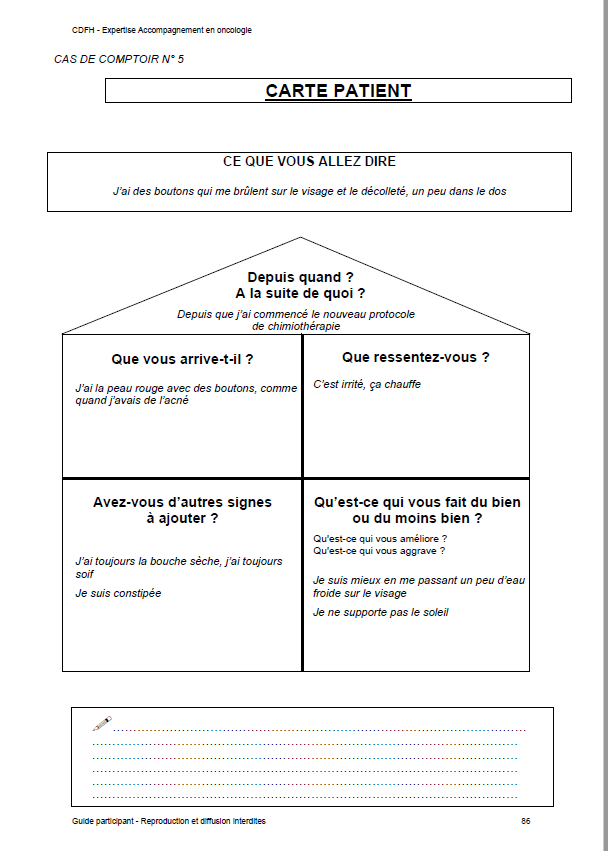 CDFH - Expertise Accompagnement en oncologie
CAS DE COMPTOIR N° 5
CARTE PATIENT
CE QUE VOUS ALLEZ DIRE
J'ai des boutons qui me brûlent sur le visage et le décolleté, un peu dans le dos
Depuis quand ?
A la suite de quoi ?
Depuis que j'ai commencé le nouveau protocole
de chimiothérapie
Que vous arrive-t-il ?
J'ai la peau rouge avec des boutons, comme
quand j'avais de l'acné
Que ressentez-vous ?
C'est irrité, ça chauffe
Avez-vous d'autres signes
à ajouter ?
J'ai toujours la bouche sèche, j'ai toujours
soif
Je suis constipée
Qu'est-ce qui vous fait du bien
ou du moins bien ?
Qu'est-ce qui vous améliore ?
Qu'est-ce qui vous aggrave ?
Je suis mieux en me passant un peu d'eau
froide sur le visage
Je ne supporte pas le soleil
Guide participant - Reproduction et diffusion interdites
86